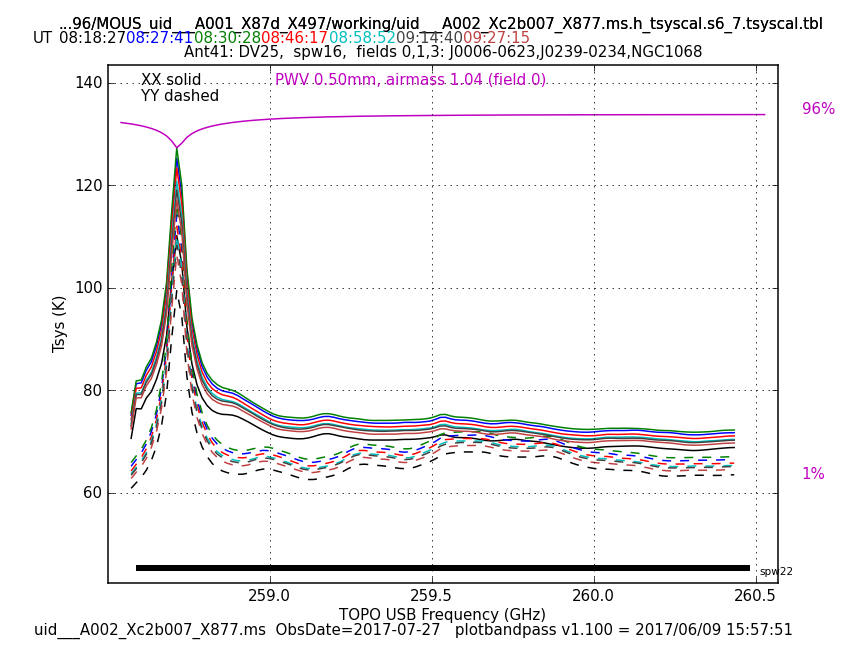 ...96/MOUS_uid___A001_X87d_X497/working/uid___A002_Xc2b007_X877.ms.h_tsyscal.s6_7.tsyscal.tbl
UT 08:18:27 08:27:41 08:30:28 08:46:17 08:58:52 09:14:40 09:27:15
Ant41: DV25, spw16, fields 0,1,3: J0006-0623,J0239-0234,NGC1068
XX solid
YY dashed
PWV 0.50mm, airmass 1.04 (field 0)
96%
1%
140
120
100
80
60
Tsys (K)
spw22
259.0 259.5 260.0 260.5
TOPO USB Frequency (GHz)
uid___A002_Xc2b007_X877.ms ObsDate=2017-07-27 plotbandpass v1.100 = 2017/06/09 15:57:51